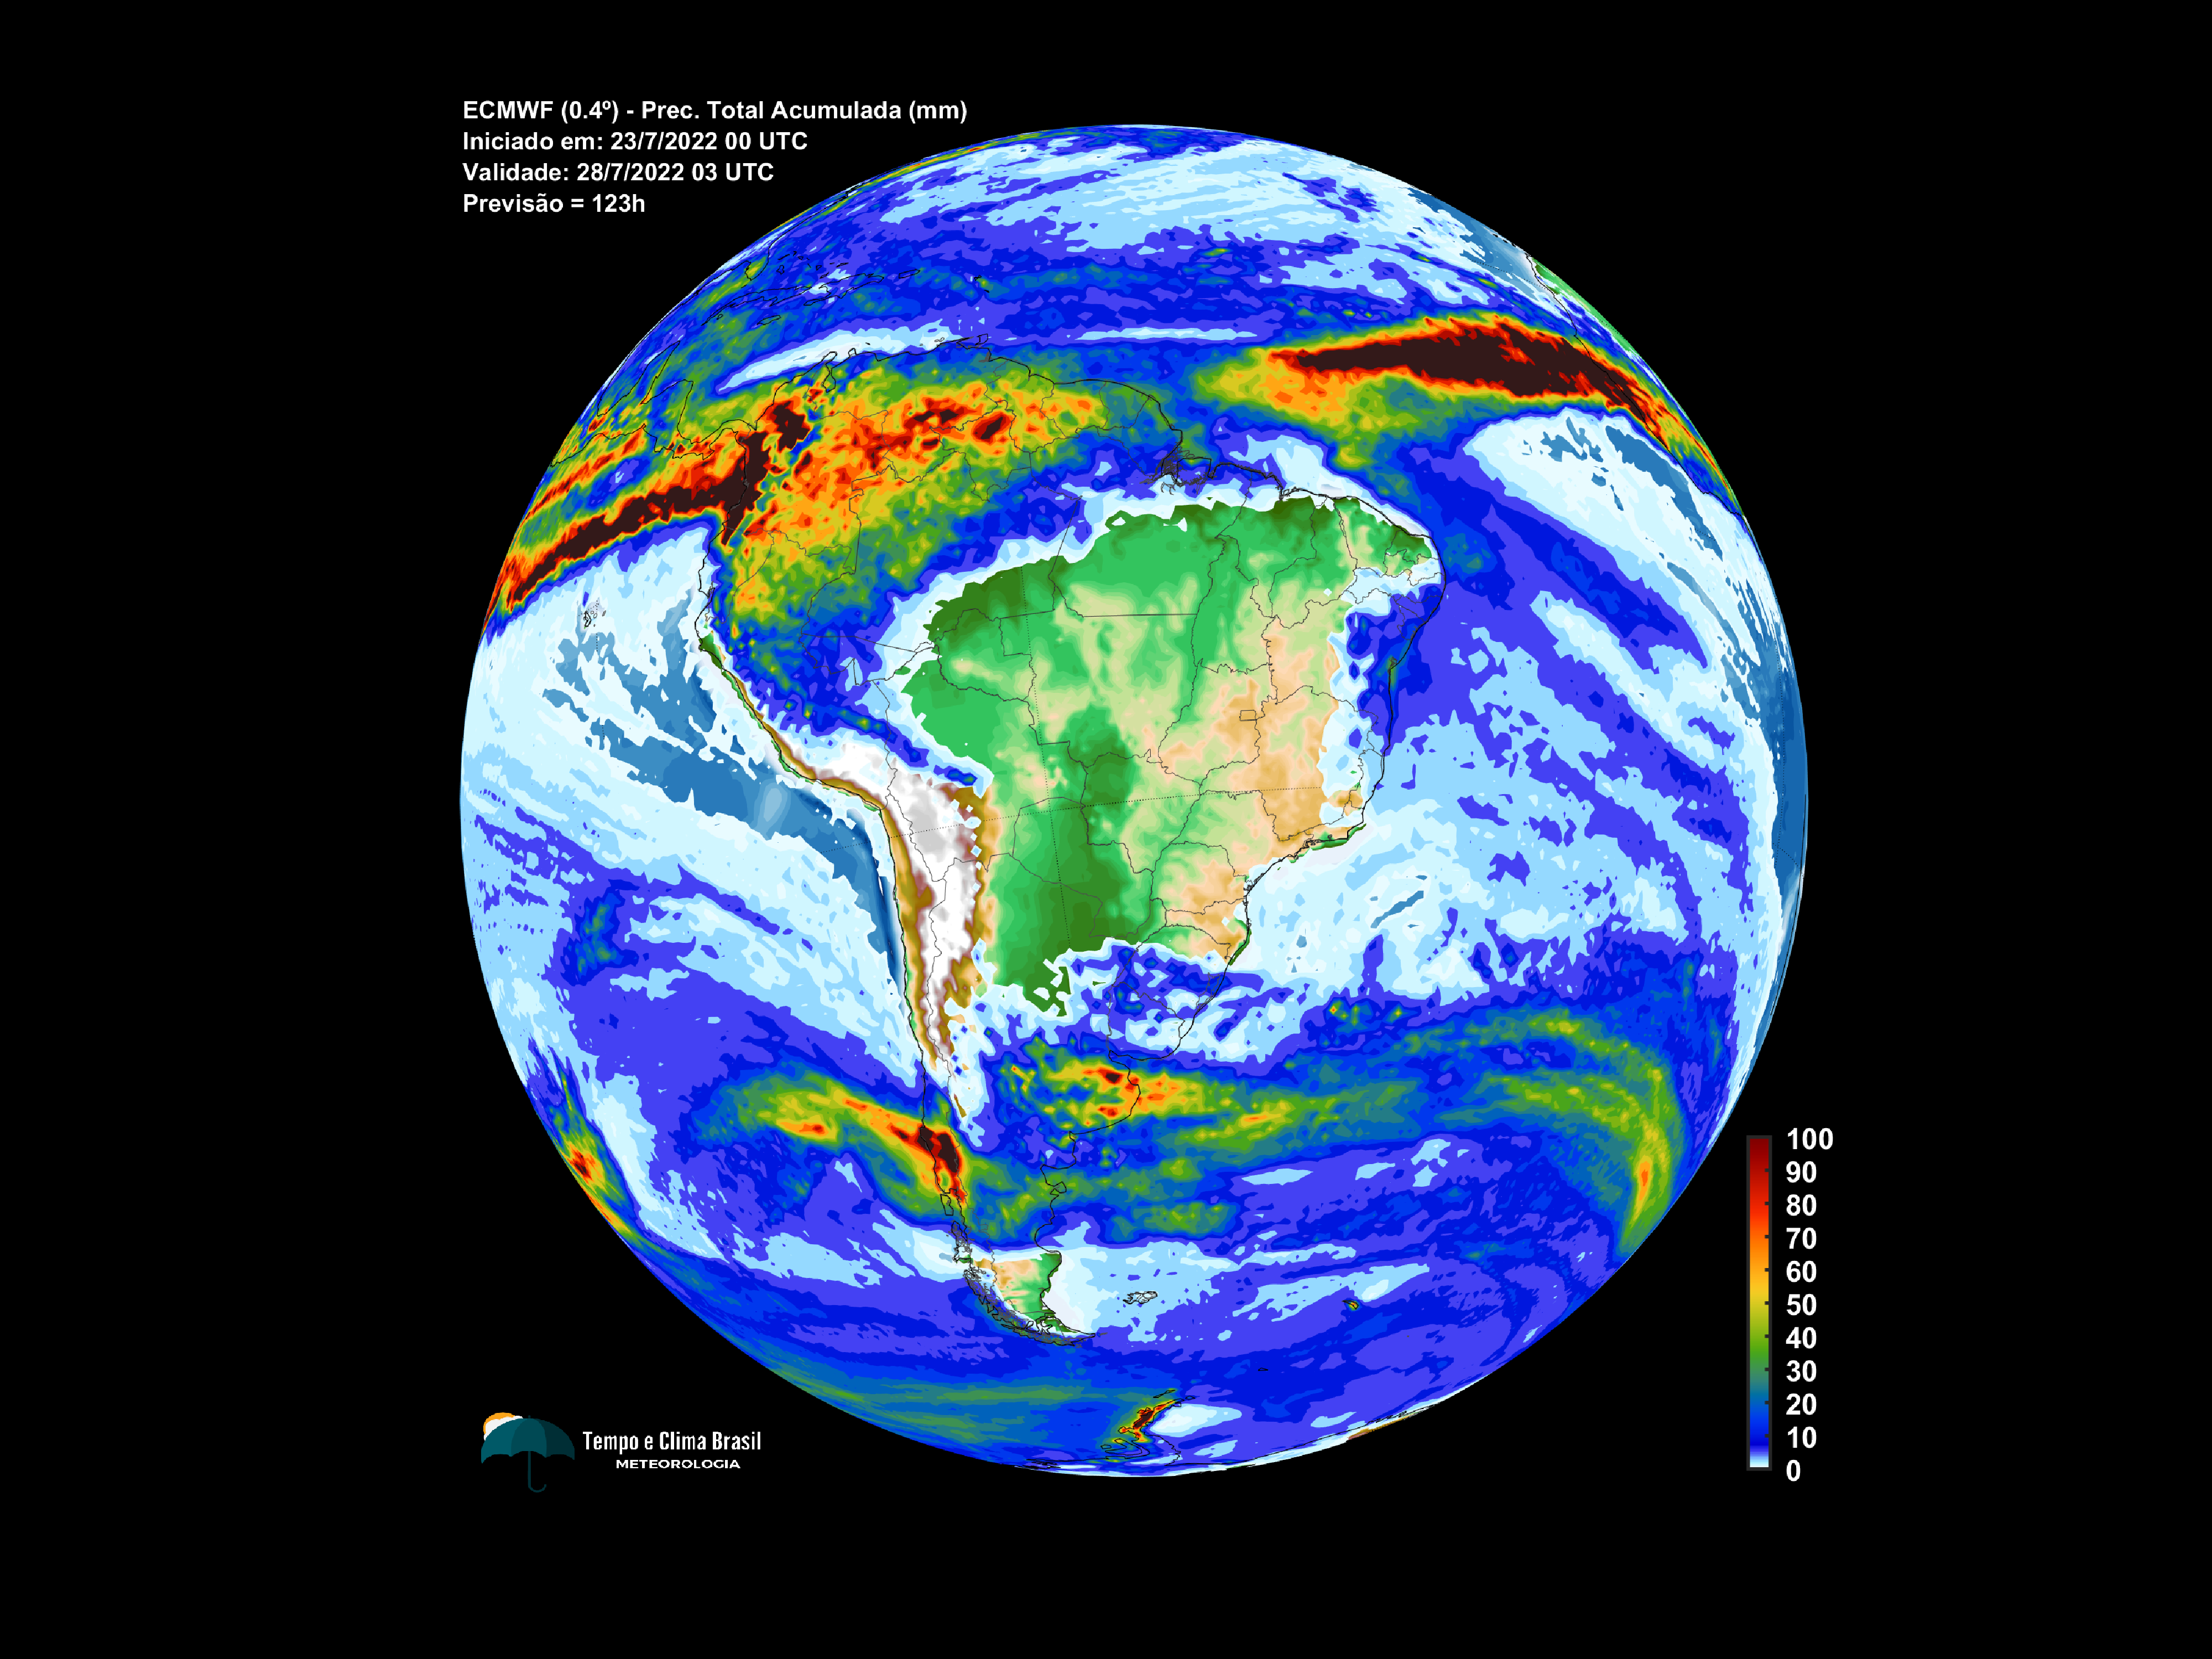 ECMWF (0.4º) - Prec. Total Acumulada (mm)
Iniciado em: 23/7/2022 00 UTC
Validade: 28/7/2022 03 UTC
Previsão = 123h
100
90
80
70
60
50
40
30
20
10
0
Tempo e Clima Brasil
METEOROLOGIA